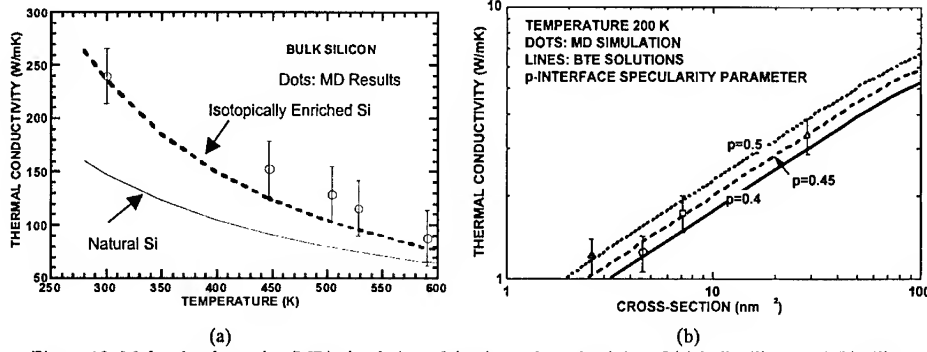 300
250
200
150
100
50
250 300 350 400 450 500 550 600
THERMAL CONDUCTIVITY (W/mK)
TEMPERATURE (K)
BULK SILICON
Dots: MD Results
Isotopically Enriched Si
Natural Si
(a)
10
1
1 10 100
THERMAL CONDUCTIVITY (W/mK)
CROSS-SECTION (nm 2)
TEMPERATURE 200 K
DOTS: MD SIMULATION
LINES: BTE SOLUTIONS
p-INTERFACE SPECULARITY PARAMETER
p=0.5
p=0.45
p=0.4
(b)